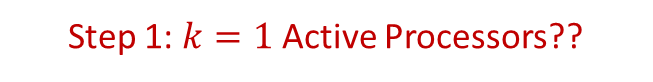 Step 1: 𝑘 = 1 Active Processors??